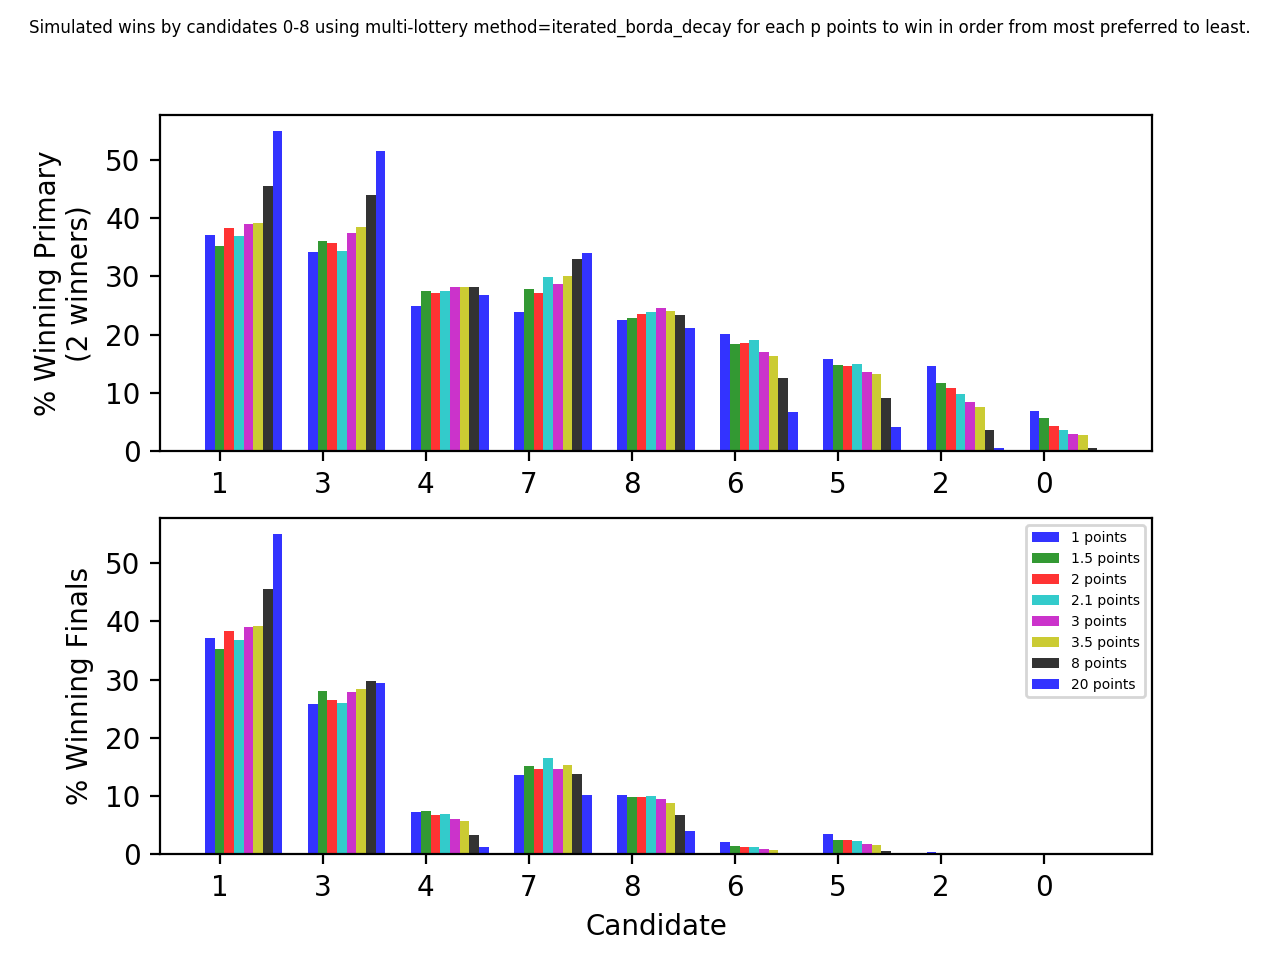 Simulated wins by candidates 0-8 using multi-lottery method=iterated_borda_decay for each p points to win in order from most preferred to least.
% Winning Primary
(2 winners)
50
40
30
20
10
0
1 3 4 7 8 6 5 2 0
% Winning Finals
50
40
30
20
10
0
1 points
1.5 points
2 points
2.1 points
3 points
3.5 points
8 points
20 points
1 3 4 7 8 6 5 2 0
Candidate